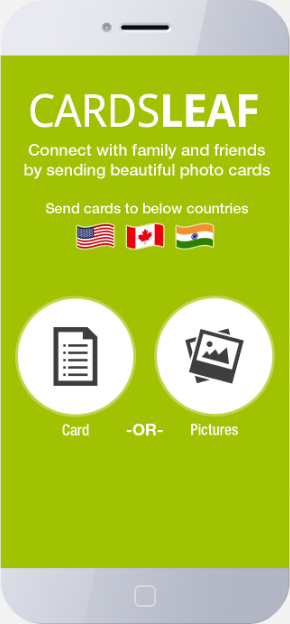 CARDSLEAF
Connect with family and friends
by sending beautiful photo cards
Send cards to below countries
Card -OR- Pictures